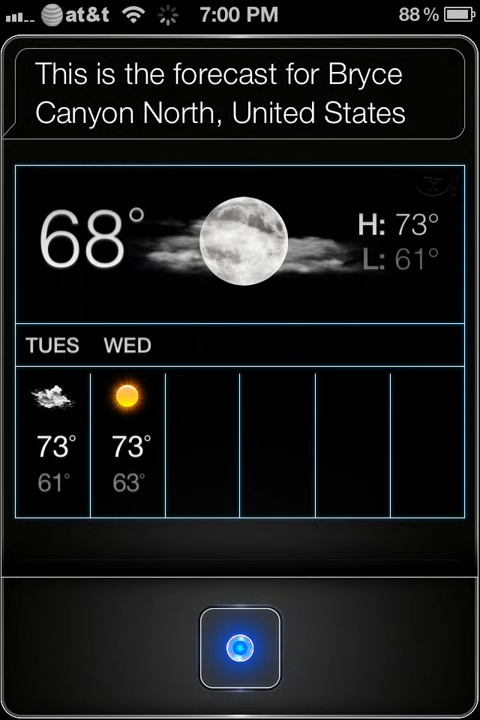 at&t 7:00 PM 88%
This is the forecast for Bryce
Canyon North, United States
68° H: 73°
L: 61°
TUES WED
73° 73°
61° 63°